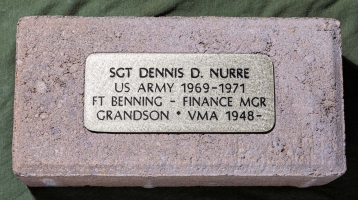 SGT DENNIS D. NURRE
US ARMY 1969-1971
FT BENNING - FINANCE MGR
GRANDSON * VMA 1948-